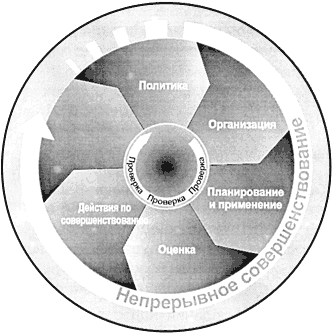 Политика
Организация
Планирование
и применение
Оценка
Действия по
совершенствованию
Проверка Проверка Проверка
Непрерывное совершенствование